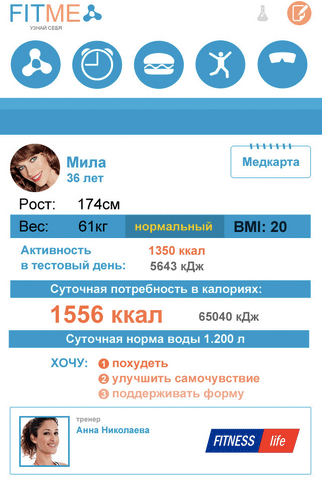 FITME
УЗНАЙ СЕБЯ
Мила
36 лет
Медкарта
Рост: 174см
Вес: 61кг нормальный BMI: 20
Активность 1350 ккал
в тестовый день: 5643 кДж
Суточная потребность в калориях:
1556 ккал 65040 кДж
Суточная норма воды 1.200 л
ХОЧУ: 1 похудеть
2 улучшить самочувствие
3 поддерживать форму
тренер
Анна Николаева
FITNESS life